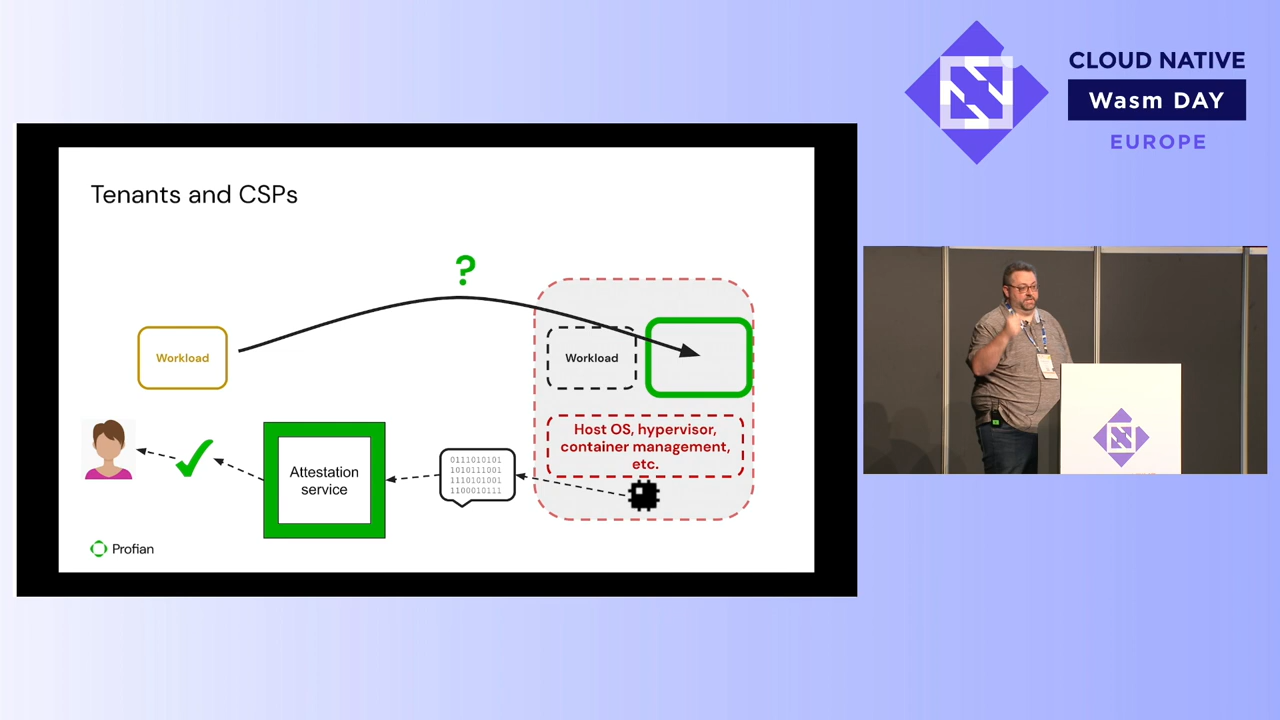 CLOUD NATIVE
Wasm DAY
EUROPE
Tenants and CSPs
?
Workload
Workload
Host OS, hypervisor,
container management,
etc.
Attestation
service
0111010101
1010111001
1110101001
1100010111
Profian